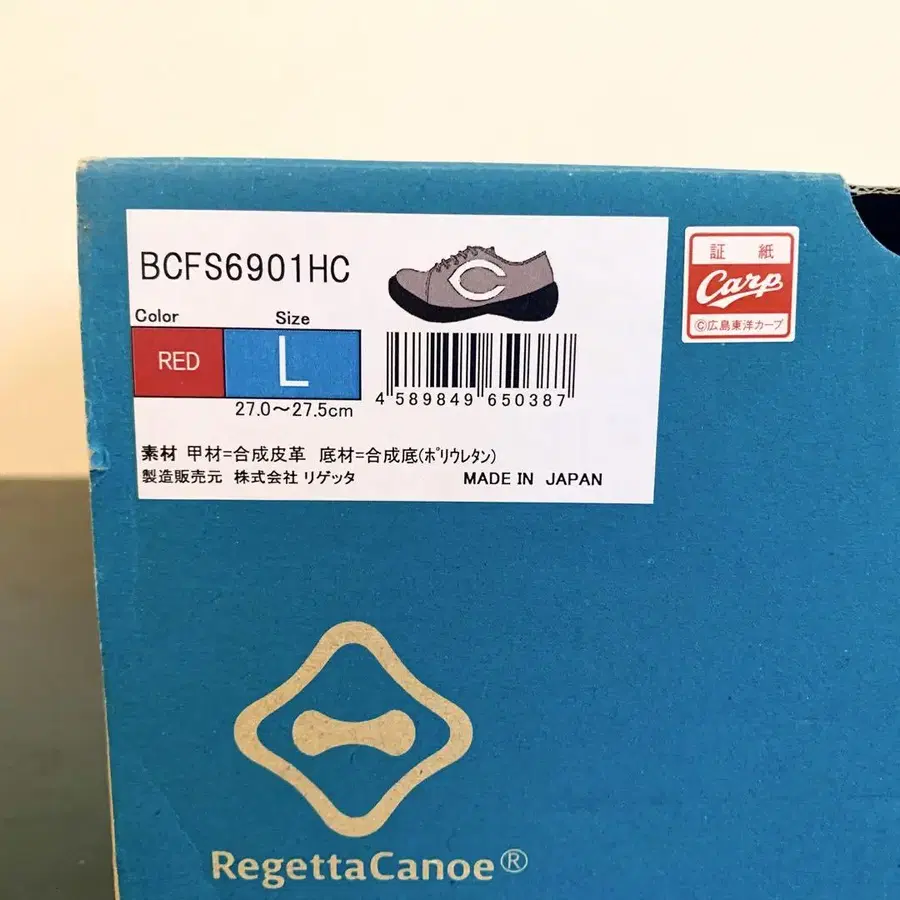 BCFS6901HC
Color
Size
RED
L
27.0～27.5cm
4 589849 650387
素材 甲材=合成皮革 底材=合成底(ﾎﾟﾘｳﾚﾀﾝ)
製造販売元 株式会社 リゲッタ MADE IN JAPAN
証紙
Carp
©広島東洋カープ
RegettaCanoe®